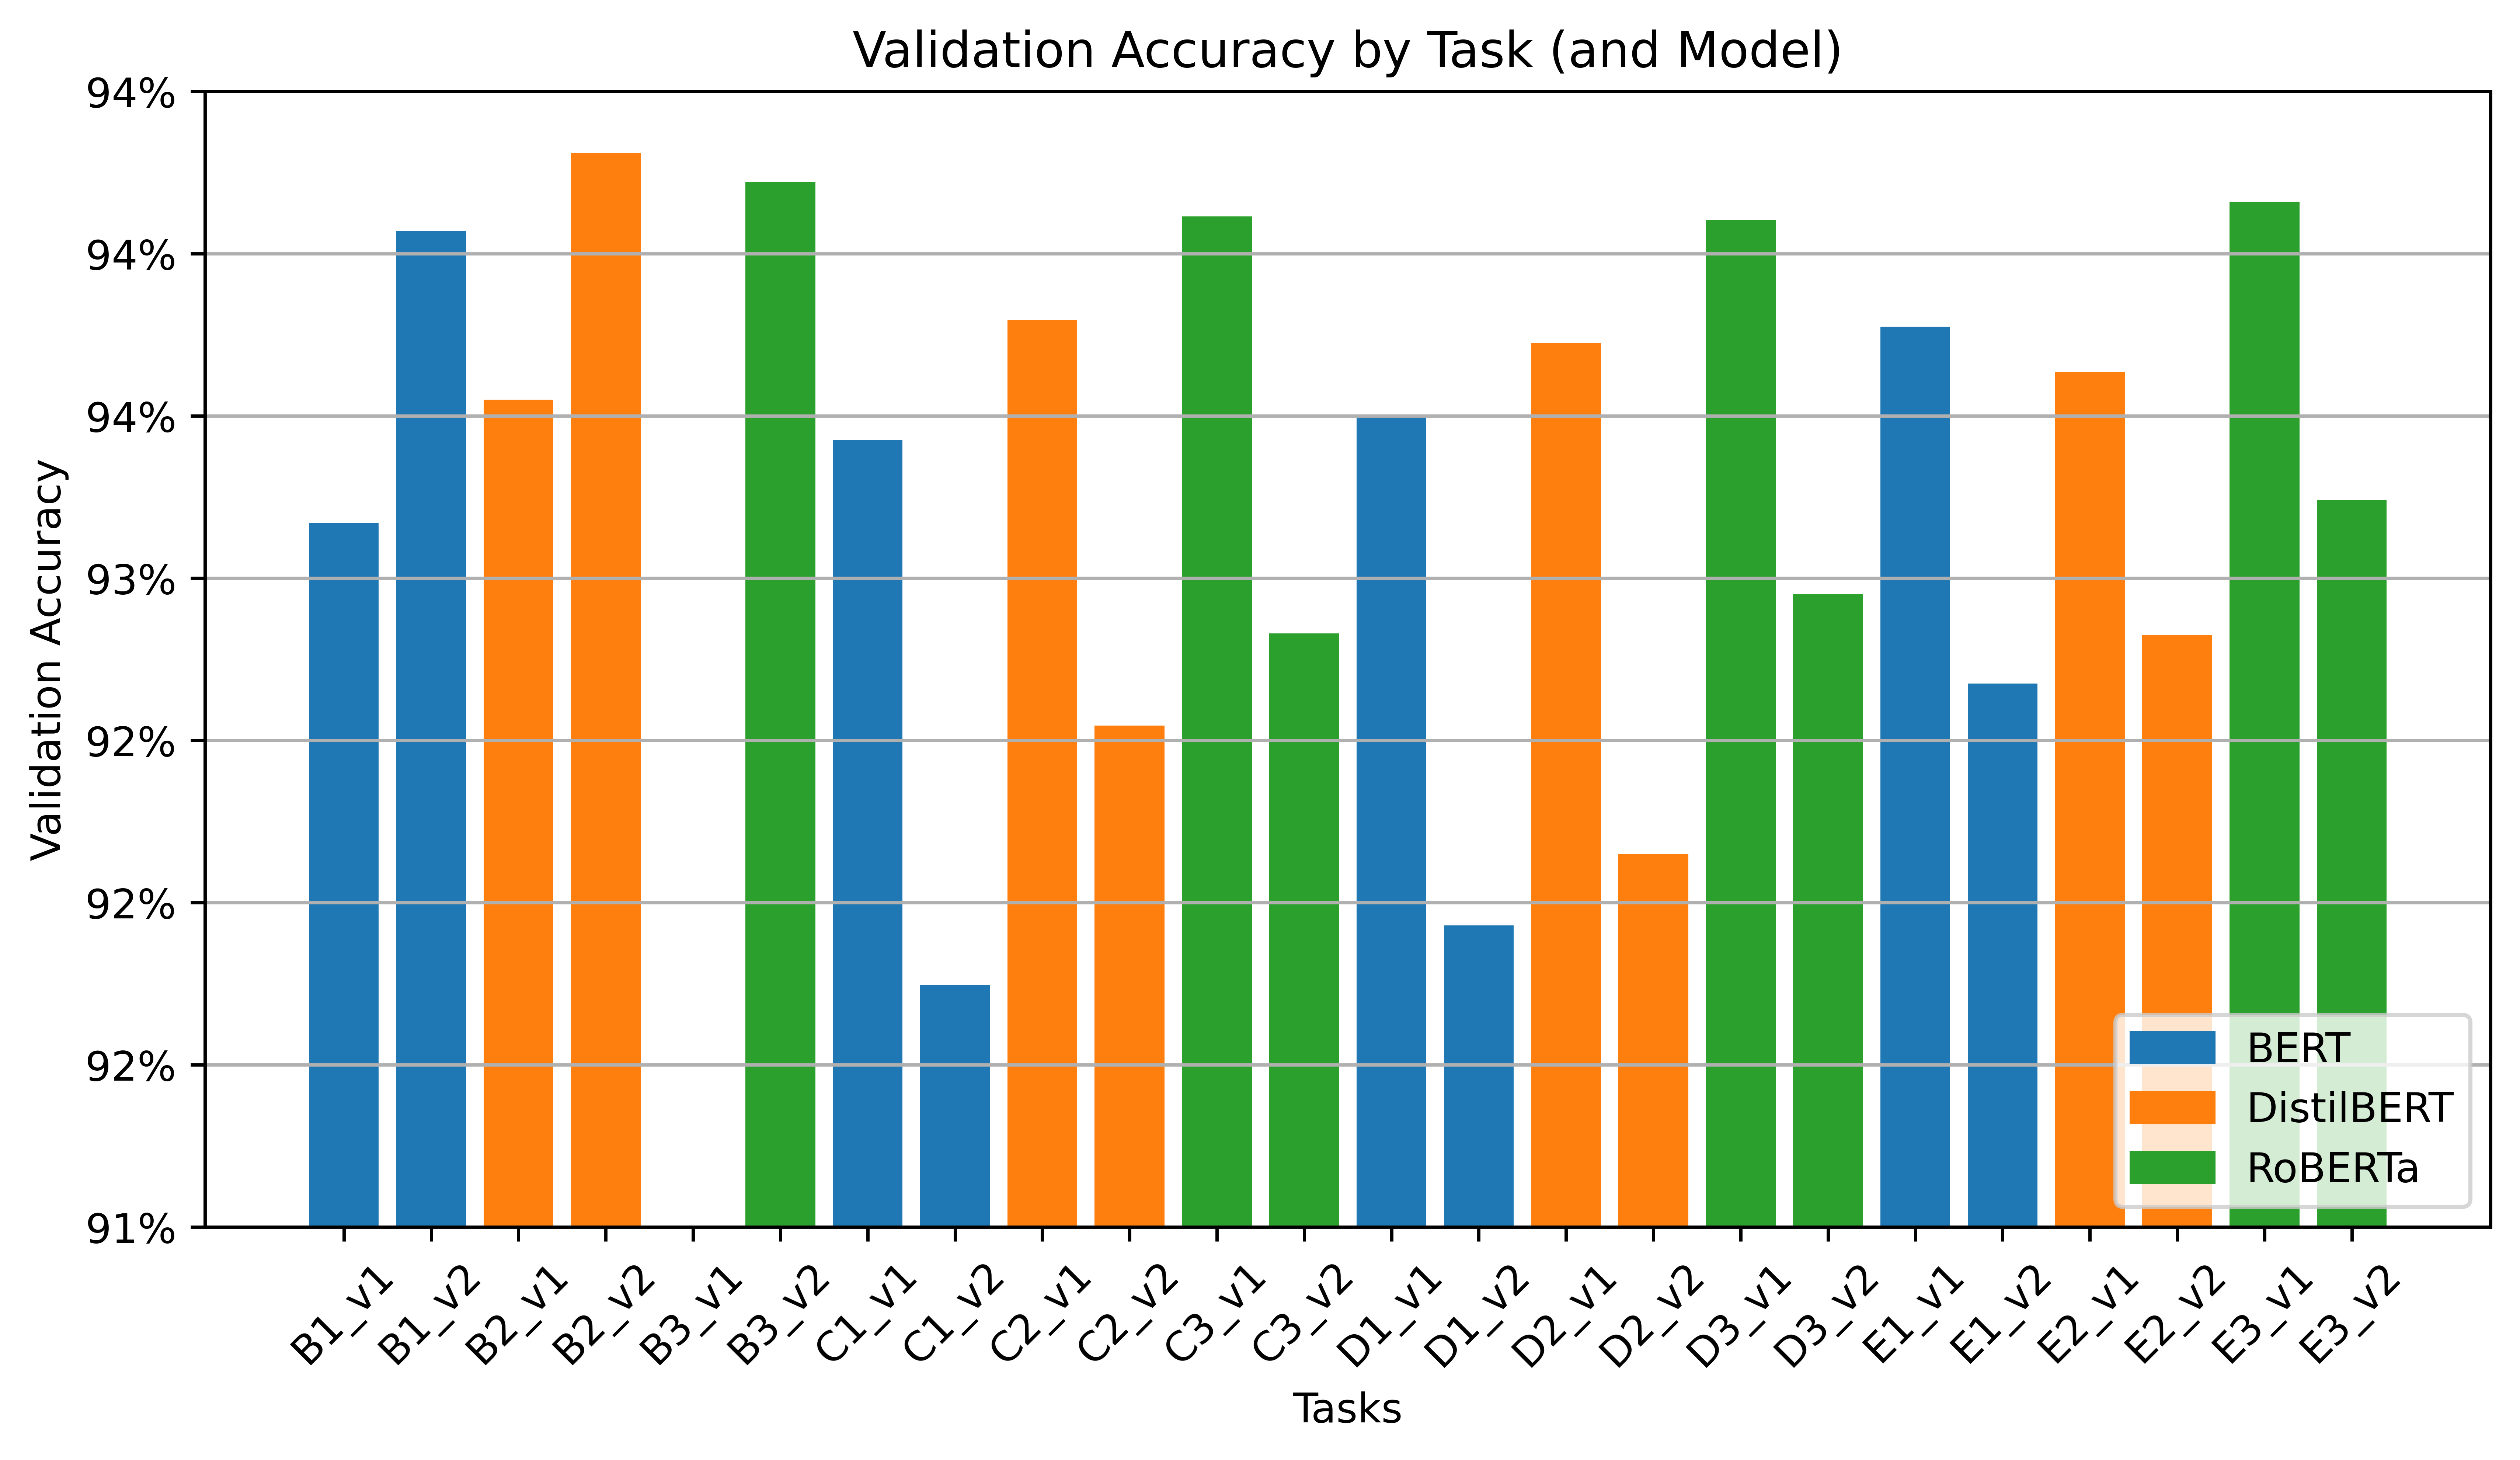 Validation Accuracy by Task (and Model)
94%
94%
94%
93%
92%
92%
92%
91%
Validation Accuracy
BERT
DistilBERT
RoBERTa
B1_v1
B1_v2
B2_v1
B2_v2
B3_v1
B3_v2
C1_v1
C1_v2
C2_v1
C2_v2
C3_v1
C3_v2
D1_v1
D1_v2
D2_v1
D2_v2
D3_v1
D3_v2
E1_v1
E1_v2
E2_v1
E2_v2
E3_v1
E3_v2
Tasks